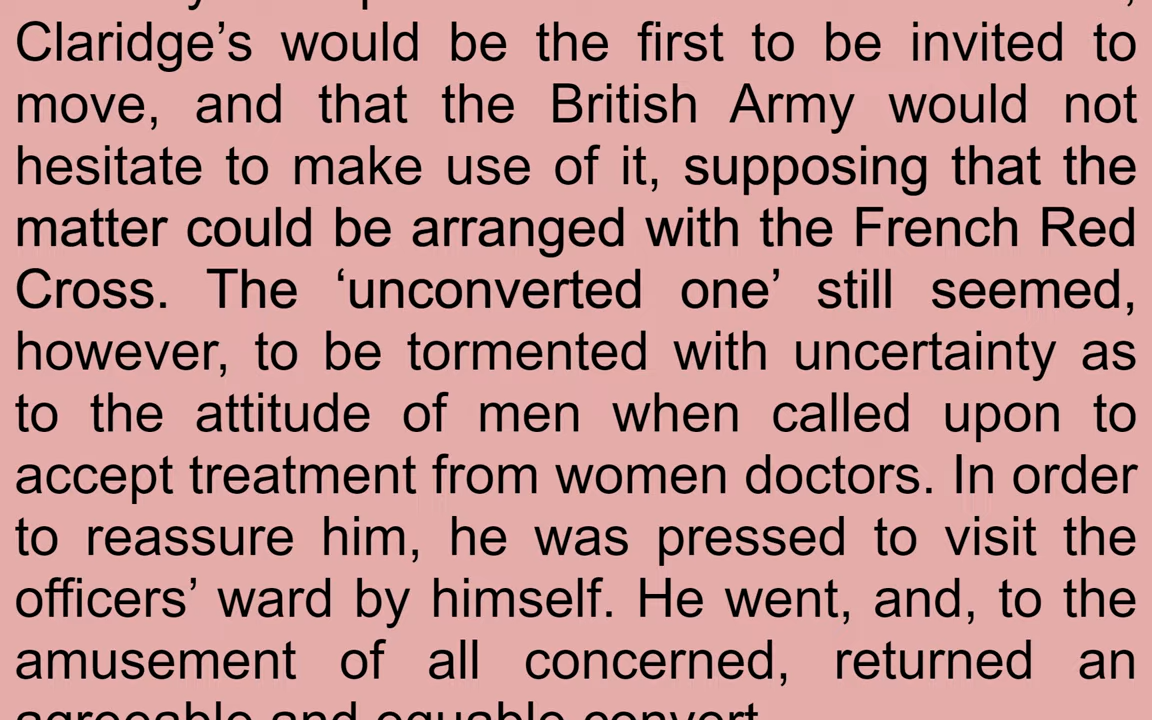 Claridge’s would be the first to be invited to
move, and that the British Army would not
hesitate to make use of it, supposing that the
matter could be arranged with the French Red
Cross. The ‘unconverted one’ still seemed,
however, to be tormented with uncertainty as
to the attitude of men when called upon to
accept treatment from women doctors. In order
to reassure him, he was pressed to visit the
officers’ ward by himself. He went, and, to the
amusement of all concerned, returned an
agreeable and equable convert.